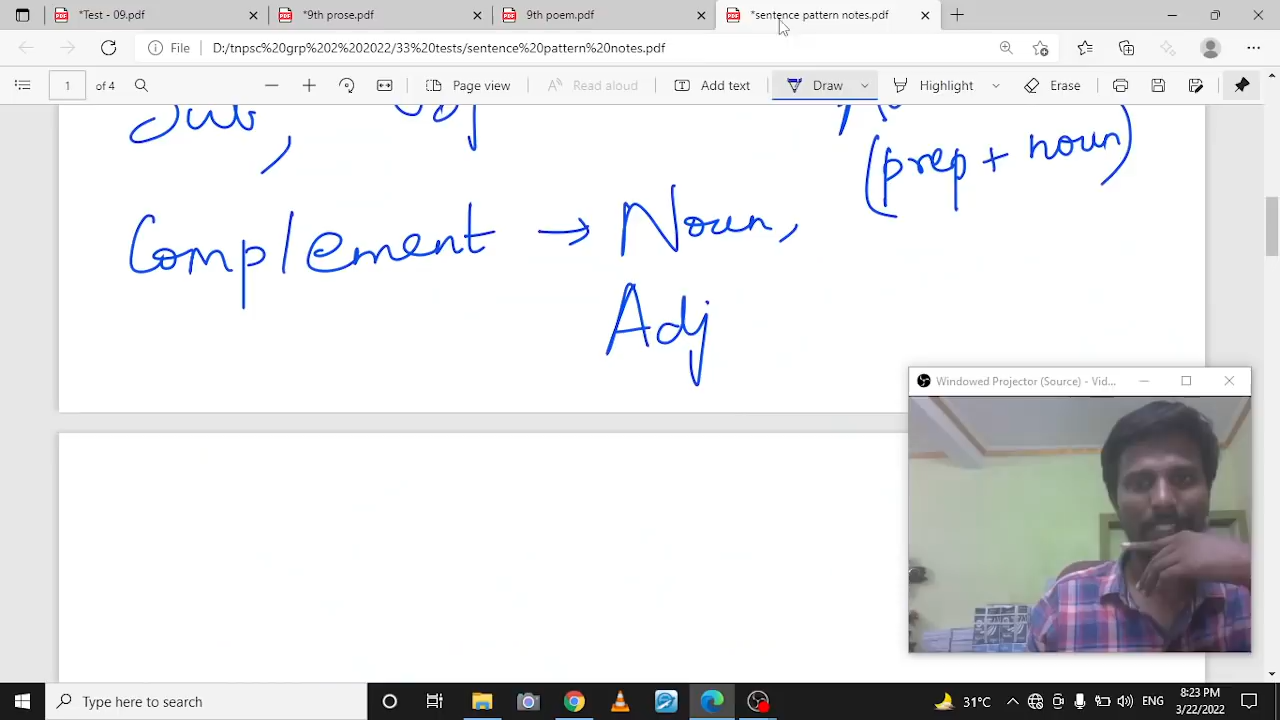 *Test - 09.pdf
*9th prose.pdf
9th poem.pdf
*sentence pattern notes.pdf
File
D:/tnpsc%20grp%202%202022/33%20tests/sentence%20pattern%20notes.pdf
1 of 4
Page view
Read aloud
Add text
Draw
Highlight
Erase
Sub, Obj
(prep + noun)
Complement → Noun,
Adj
Windowed Projector (Source) - Vid...
Type here to search
31°C
ENG
8:23 PM
3/22/2022